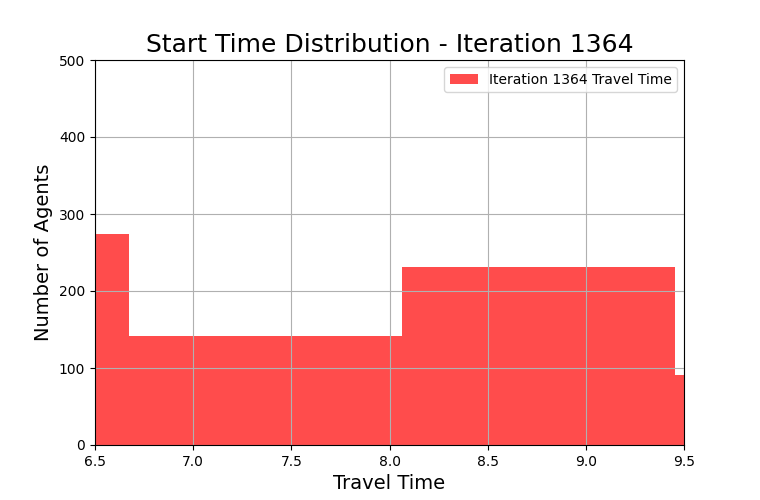 Start Time Distribution - Iteration 1364
Iteration 1364 Travel Time
Number of Agents
500
400
300
200
100
0
6.5 7.0 7.5 8.0 8.5 9.0 9.5
Travel Time